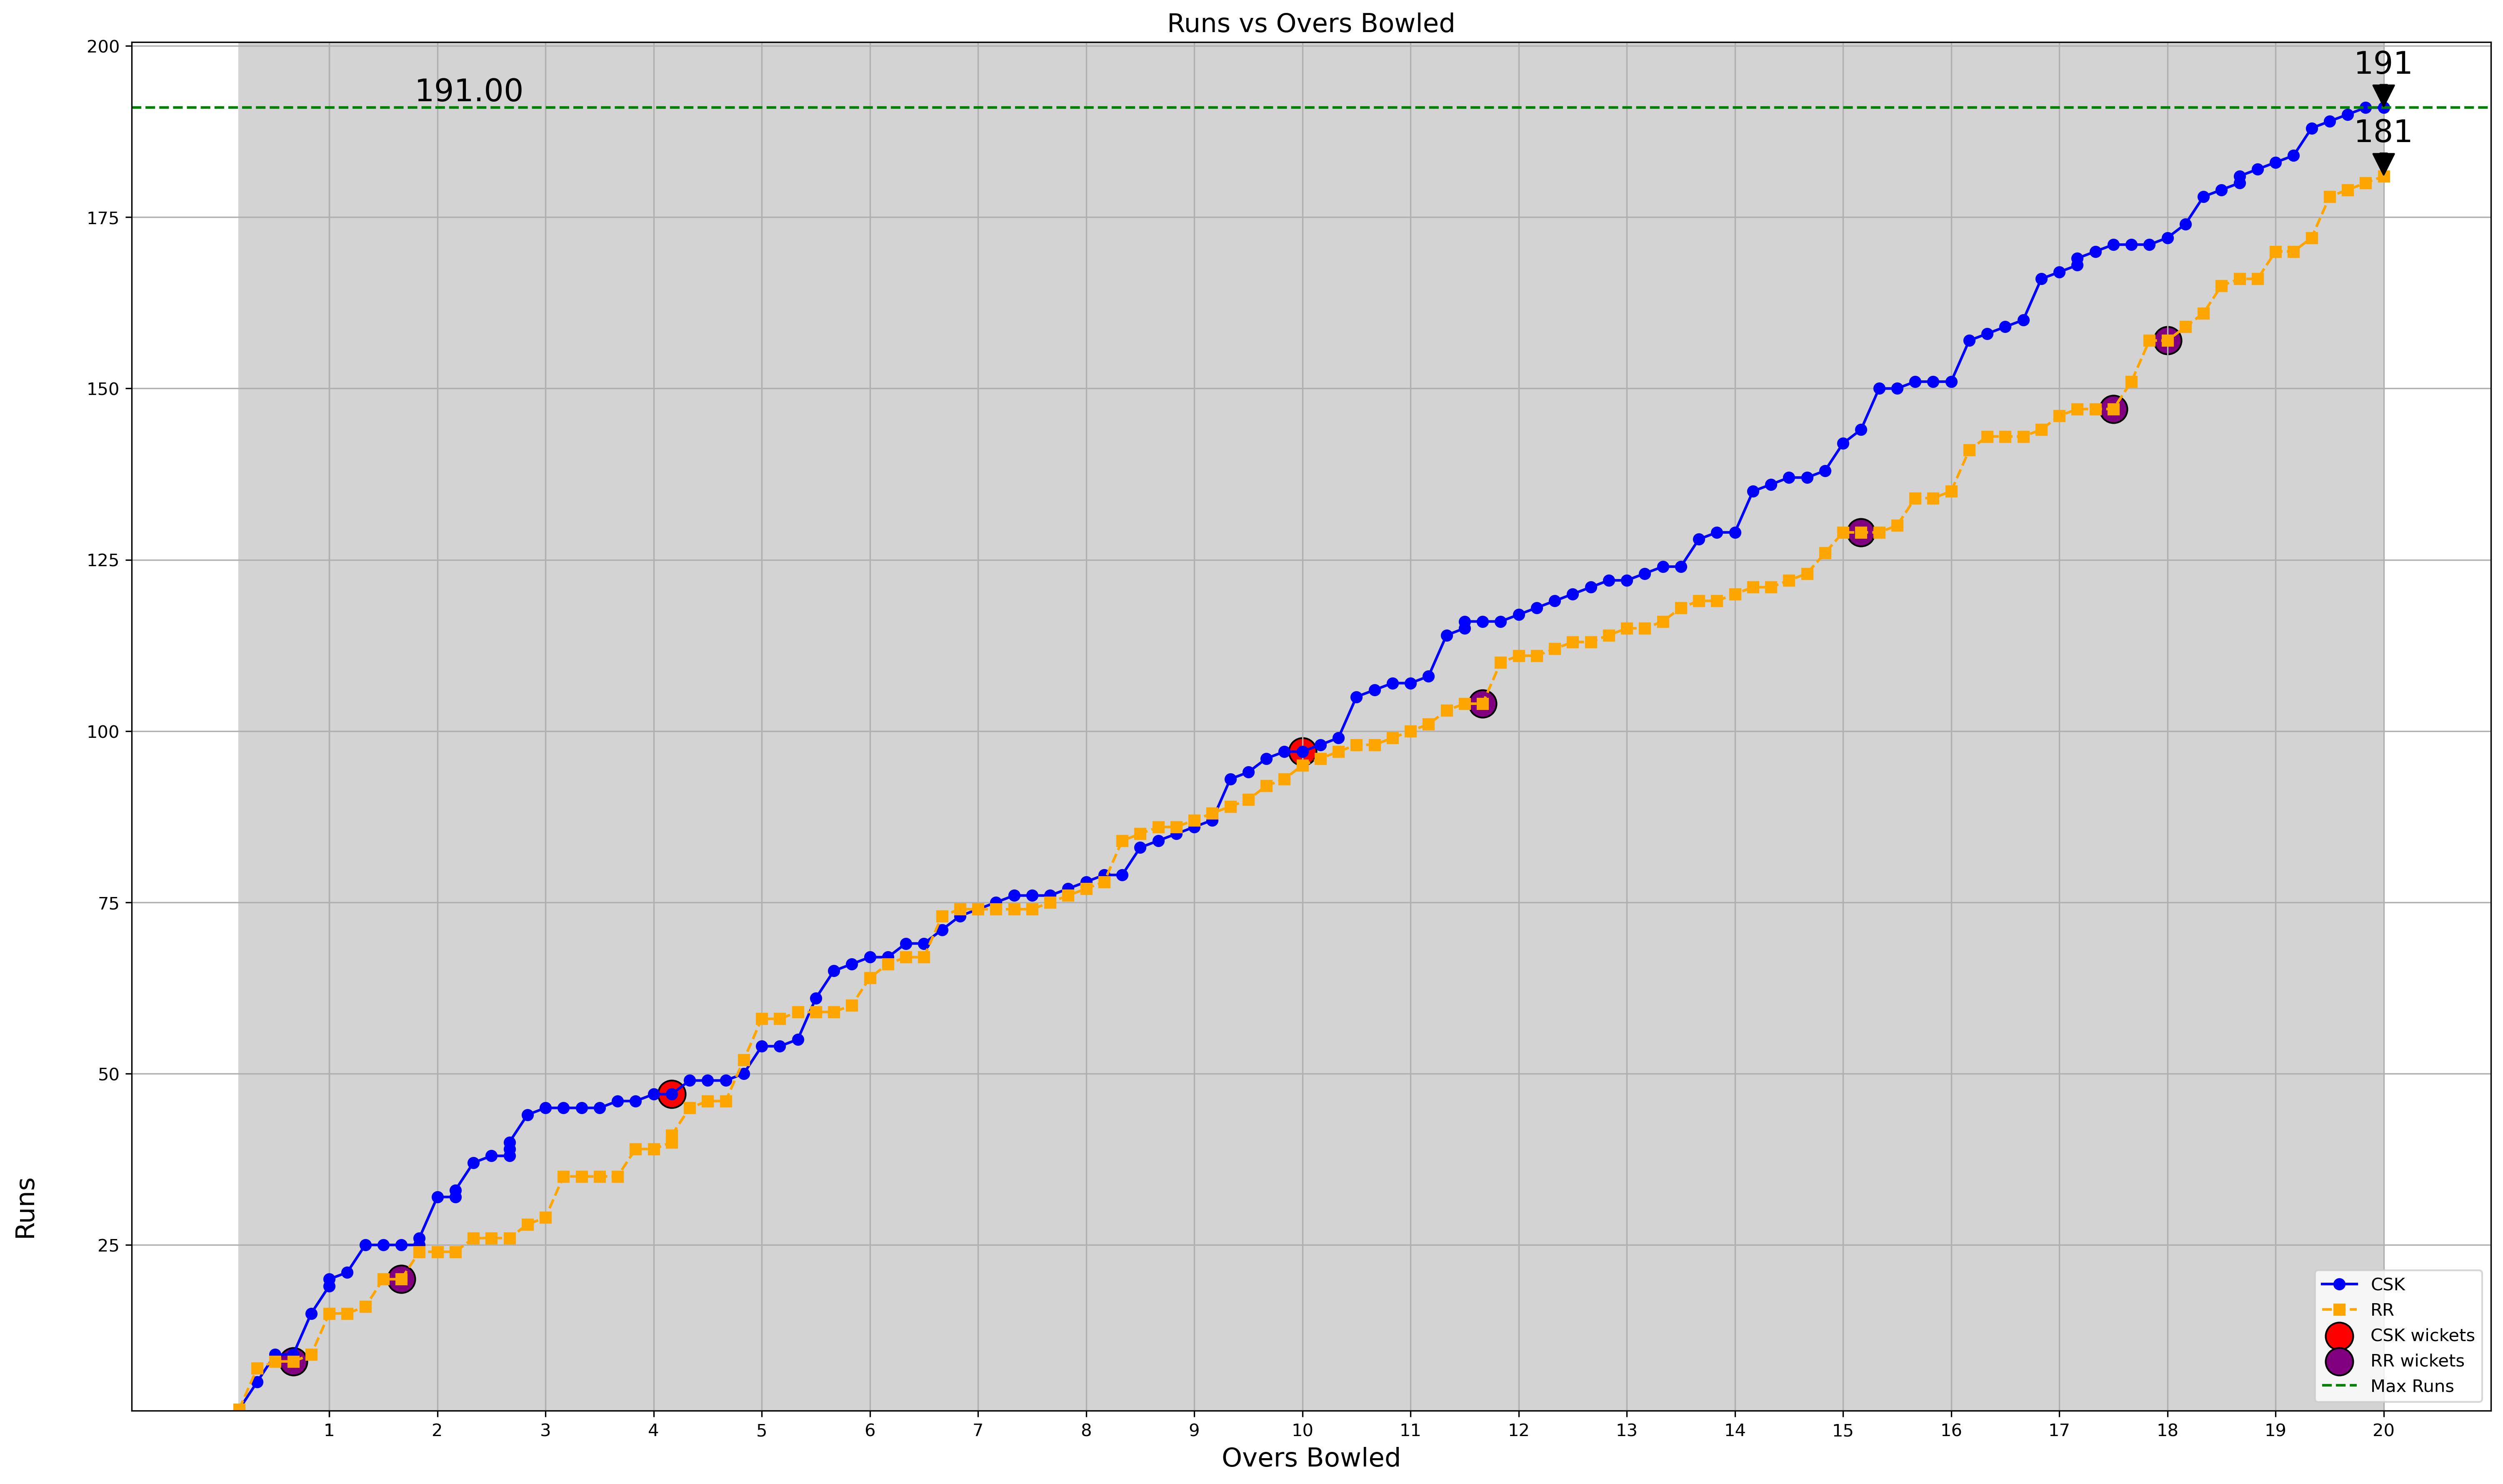 Runs vs Overs Bowled
200
175
150
125
100
75
50
25
Runs
191.00
191
181
CSK
RR
CSK wickets
RR wickets
Max Runs
1 2 3 4 5 6 7 8 9 10 11 12 13 14 15 16 17 18 19 20
Overs Bowled